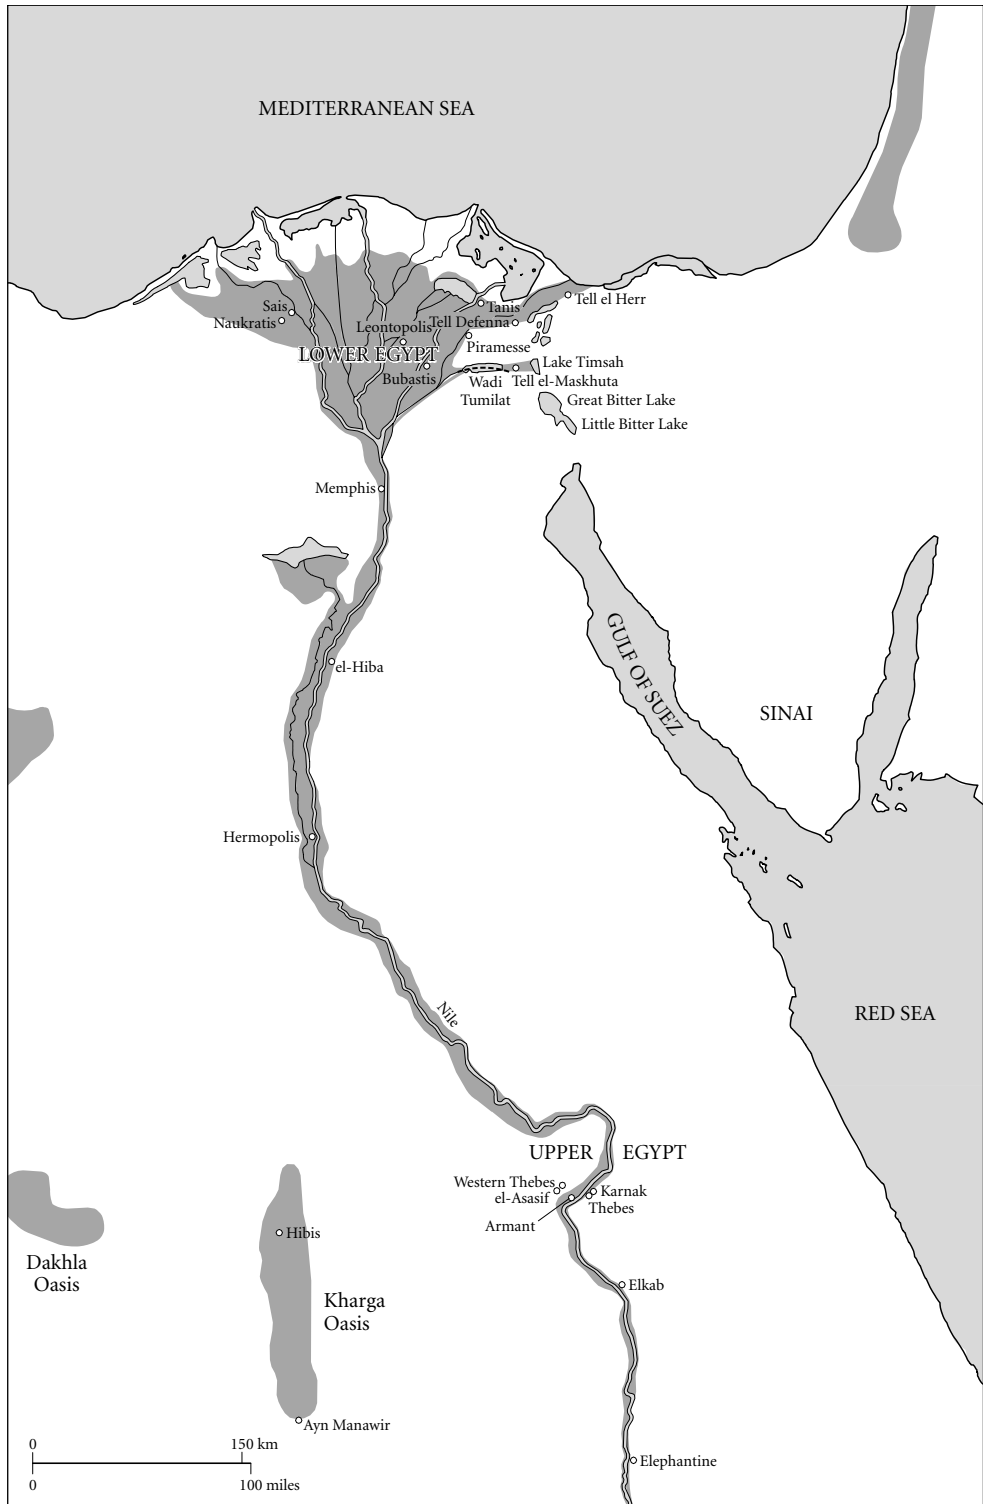 MEDITERRANEAN SEA
Sais
Naukratis
Tanis
Tell el Herr
Leontopolis
Tell Defenna
LOWER EGYPT
Piramesse
Bubastis
Lake Timsah
Wadi
Tumilat
Tell el-Maskhuta
Great Bitter Lake
Little Bitter Lake
Memphis
GULF OF SUEZ
el-Hiba
SINAI
Hermopolis
Nile
RED SEA
UPPER EGYPT
Western Thebes
el-Asasif
Karnak
Thebes
Armant
Hibis
Dakhla
Oasis
Elkab
Kharga
Oasis
Ayn Manawir
0 150 km
0 100 miles
Elephantine